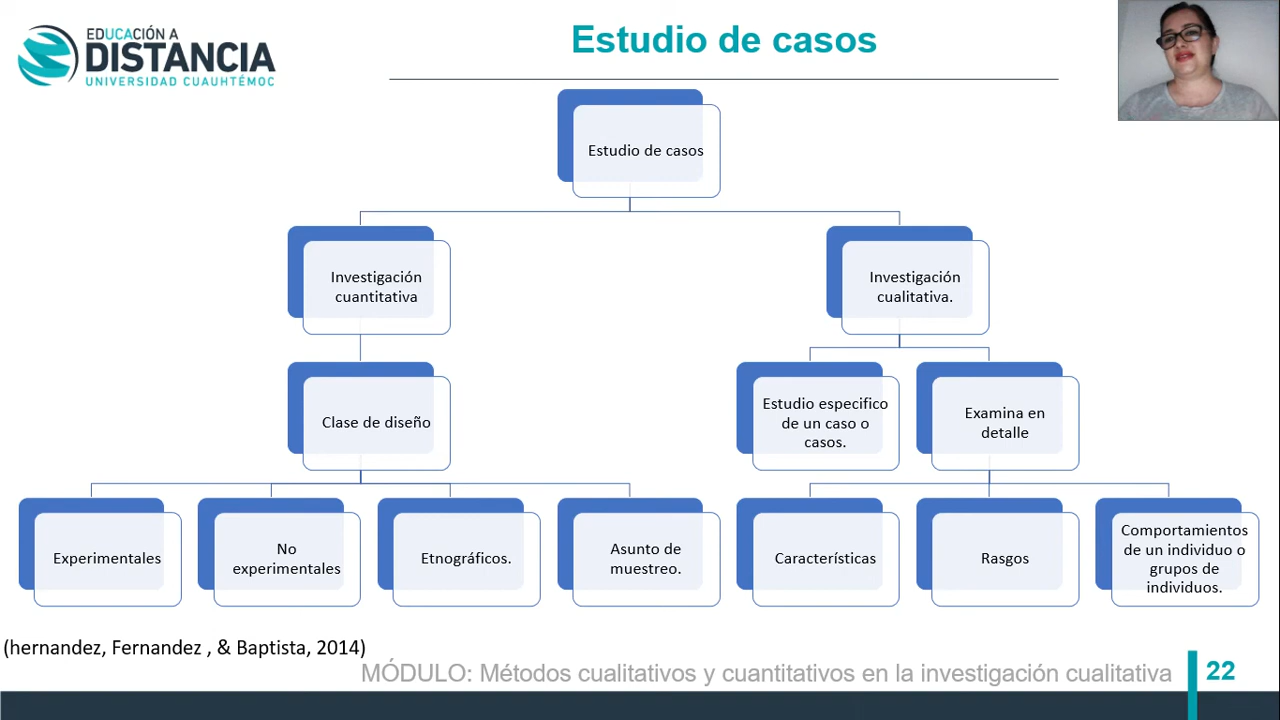 EDUCACIÓN A
DISTANCIA
UNIVERSIDAD CUAUHTÉMOC
Estudio de casos
Estudio de casos
Investigación
cuantitativa
Investigación
cualitativa.
Clase de diseño
Estudio especifico
de un caso o
casos.
Examina en
detalle
Experimentales
No
experimentales
Etnográficos.
Asunto de
muestreo.
Características
Rasgos
Comportamientos
de un individuo o
grupos de
individuos.
(hernandez, Fernandez , & Baptista, 2014)
MÓDULO: Métodos cualitativos y cuantitativos en la investigación cualitativa
22